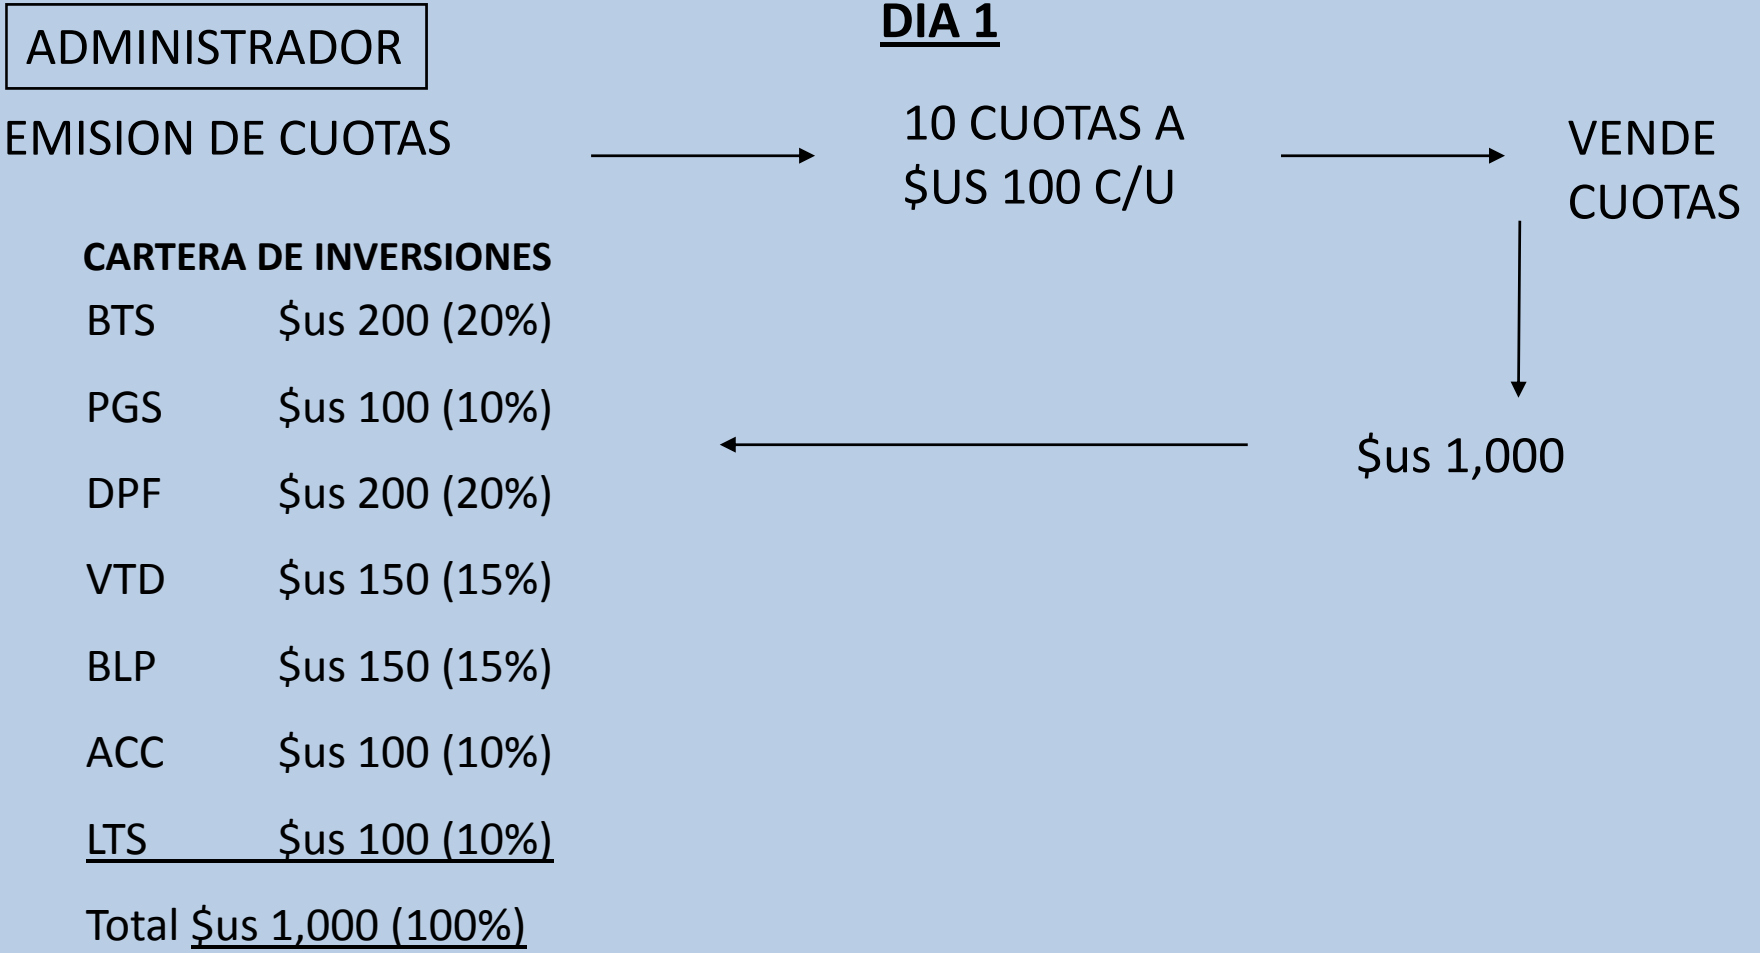 DIA 1
ADMINISTRADOR
EMISION DE CUOTAS
10 CUOTAS A
$US 100 C/U
VENDE
CUOTAS
$us 1,000
CARTERA DE INVERSIONES
BTS $us 200 (20%)
PGS $us 100 (10%)
DPF $us 200 (20%)
VTD $us 150 (15%)
BLP $us 150 (15%)
ACC $us 100 (10%)
LTS $us 100 (10%)
Total $us 1,000 (100%)